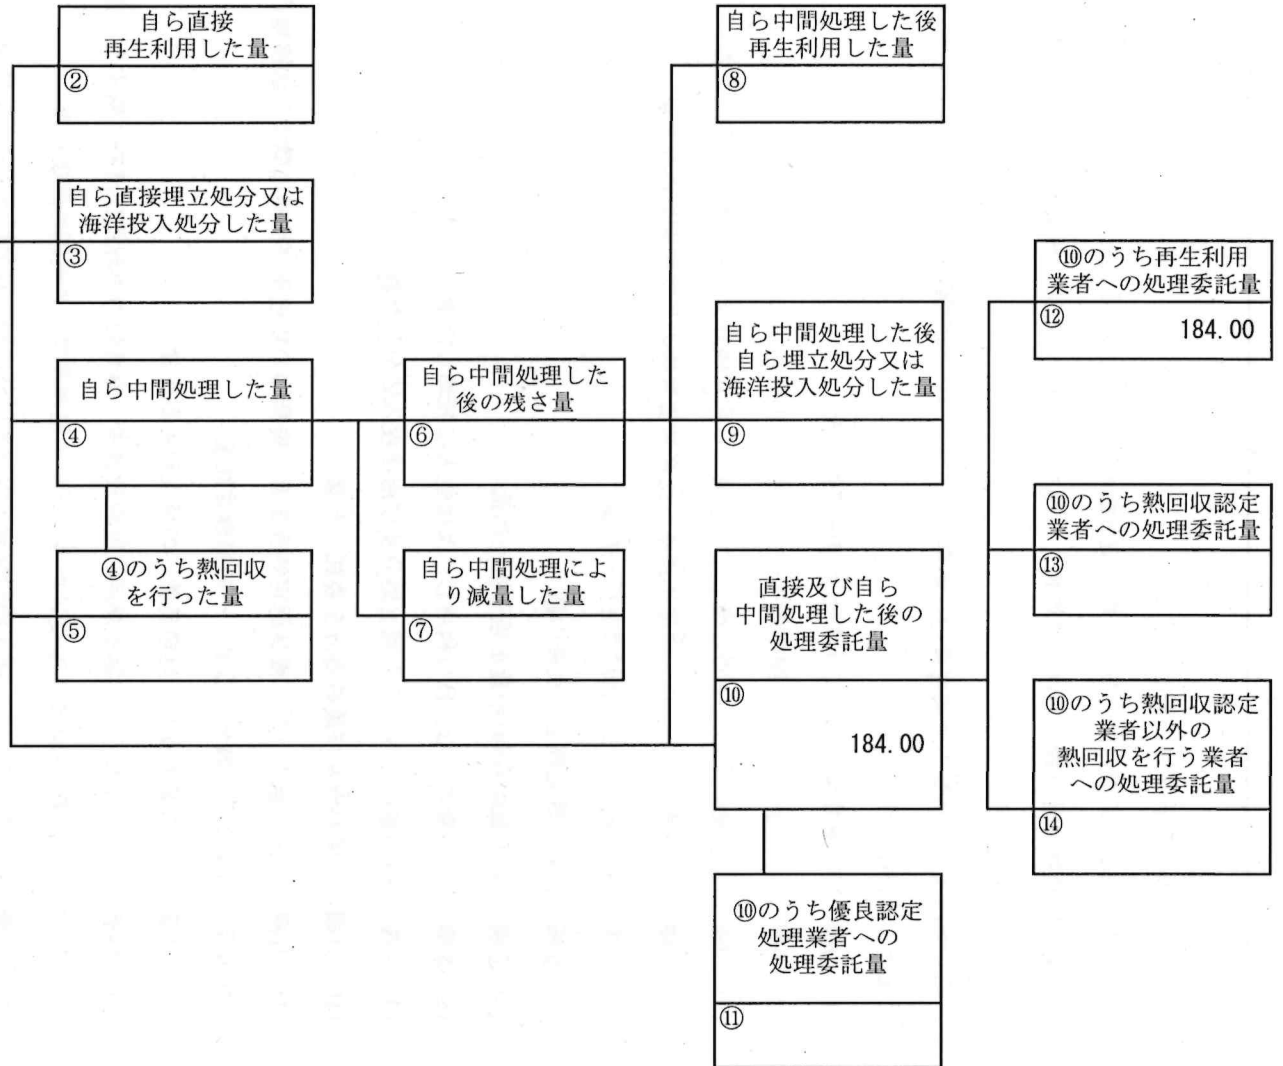 自ら直接
再生利用した量
②
自ら中間処理した後
再生利用した量
⑧
自ら直接埋立処分又は
海洋投入処分した量
③
⑩のうち再生利用
業者への処理委託量
⑫
184.00
自ら中間処理した量
④
自ら中間処理した
後の残さ量
⑥
自ら中間処理した後
自ら埋立処分又は
海洋投入処分した量
⑨
⑩のうち熱回収認定
業者への処理委託量
⑬
④のうち熱回収
を行った量
⑤
自ら中間処理によ
り減量した量
⑦
直接及び自ら
中間処理した後の
処理委託量
⑩
184.00
⑩のうち熱回収認定
業者以外の
熱回収を行う業者
への処理委託量
⑭
⑩のうち優良認定
処理業者への
処理委託量
⑪